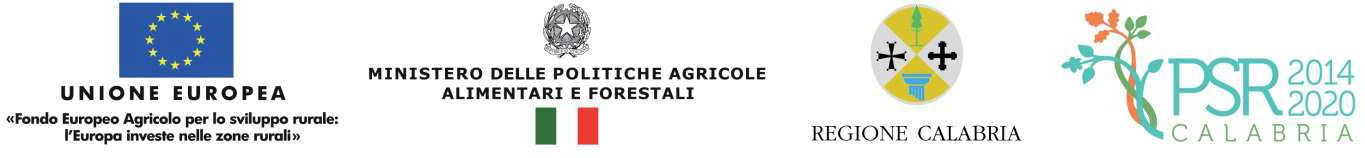 UNIONE EUROPEA
«Fondo Europeo Agricolo per lo sviluppo rurale:
l'Europa investe nelle zone rurali»
MINISTERO DELLE POLITICHE AGRICOLE
ALIMENTARI E FORESTALI
REGIONE CALABRIA
PSR 2014
2020
CALABRIA